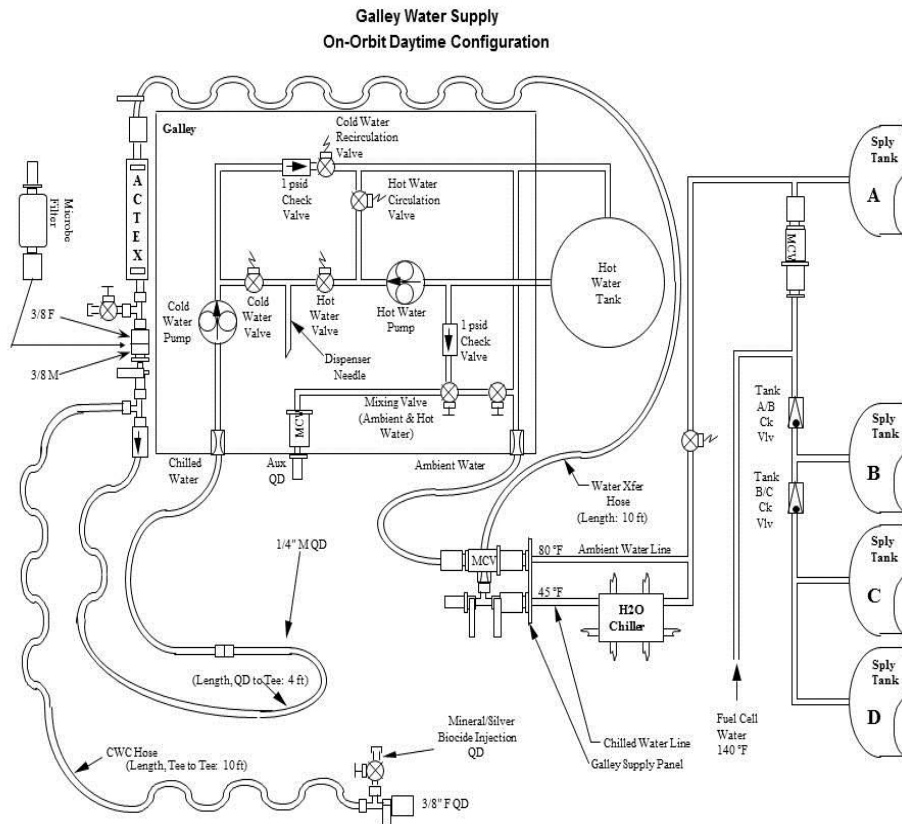 Galley Water Supply
On-Orbit Daytime Configuration
Galley
Cold Water
Recirculation
Valve
1 psid
Check
Valve
Hot Water
Circulation
Valve
Sply
Tank
A
MCV
Microbe
Filter
ACTEX
3/8 F
3/8 M
Cold
Water
Pump
Cold
Water
Valve
Hot
Water
Valve
Hot Water
Pump
Hot
Water
Tank
1 psid
Check
Valve
Dispenser
Needle
Mixing Valve
(Ambient & Hot
Water)
MCV
Chilled
Water
Aux
QD
Ambient Water
Tank
A/B
Ck
Vlv
Sply
Tank
B
Tank
B/C
Ck
Vlv
Water Xfer
Hose
(Length: 10 ft)
1/4" M QD
MCV
80 °F
Ambient Water Line
45 °F
H2O
Chiller
Sply
Tank
C
(Length, QD to Tee: 4 ft)
Sply
Tank
D
Fuel Cell
Water
140 °F
Mineral/Silver
Biocide Injection
QD
Chilled Water Line
Galley Supply Panel
CWC Hose
(Length, Tee to Tee: 10ft)
3/8" F QD